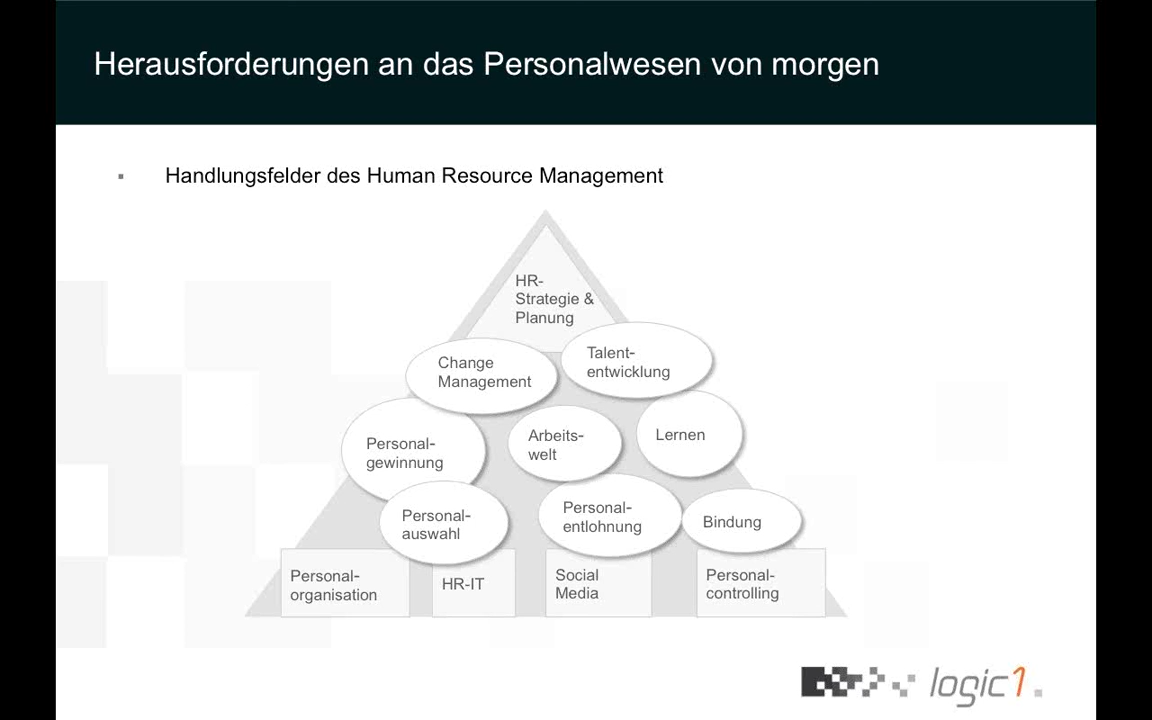 Herausforderungen an das Personalwesen von morgen
▪ Handlungsfelder des Human Resource Management
HR-
Strategie &
Planung
Change
Management
Talent-
entwicklung
Personal-
gewinnung
Arbeits-
welt
Lernen
Personal-
auswahl
Personal-
entlohnung
Bindung
Personal-
organisation
HR-IT
Social
Media
Personal-
controlling
logic1.